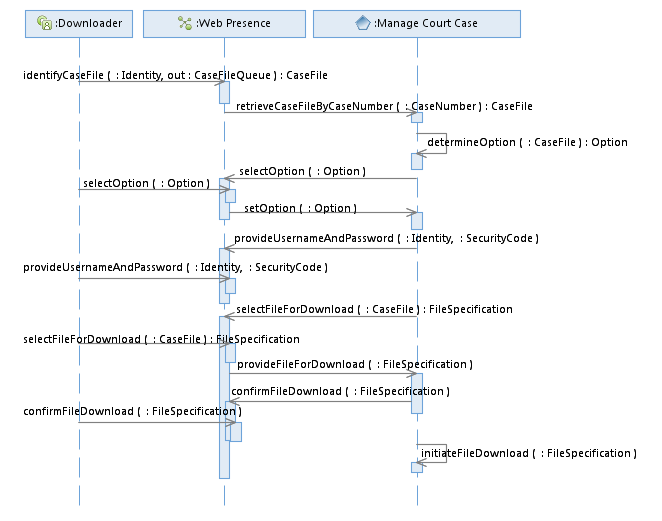 :Downloader
:Web Presence
:Manage Court Case
identifyCaseFile ( : Identity, out : CaseFileQueue ) : CaseFile
retrieveCaseFileByCaseNumber ( : CaseNumber ) : CaseFile
determineOption ( : CaseFile ) : Option
selectOption ( : Option )
selectOption ( : Option )
setOption ( : Option )
provideUsernameAndPassword ( : Identity, : SecurityCode )
provideUsernameAndPassword ( : Identity, : SecurityCode )
selectFileForDownload ( : CaseFile ) : FileSpecification
selectFileForDownload ( : CaseFile ) : FileSpecification
provideFileForDownload ( : FileSpecification )
confirmFileDownload ( : FileSpecification )
confirmFileDownload ( : FileSpecification )
initiateFileDownload ( : FileSpecification )